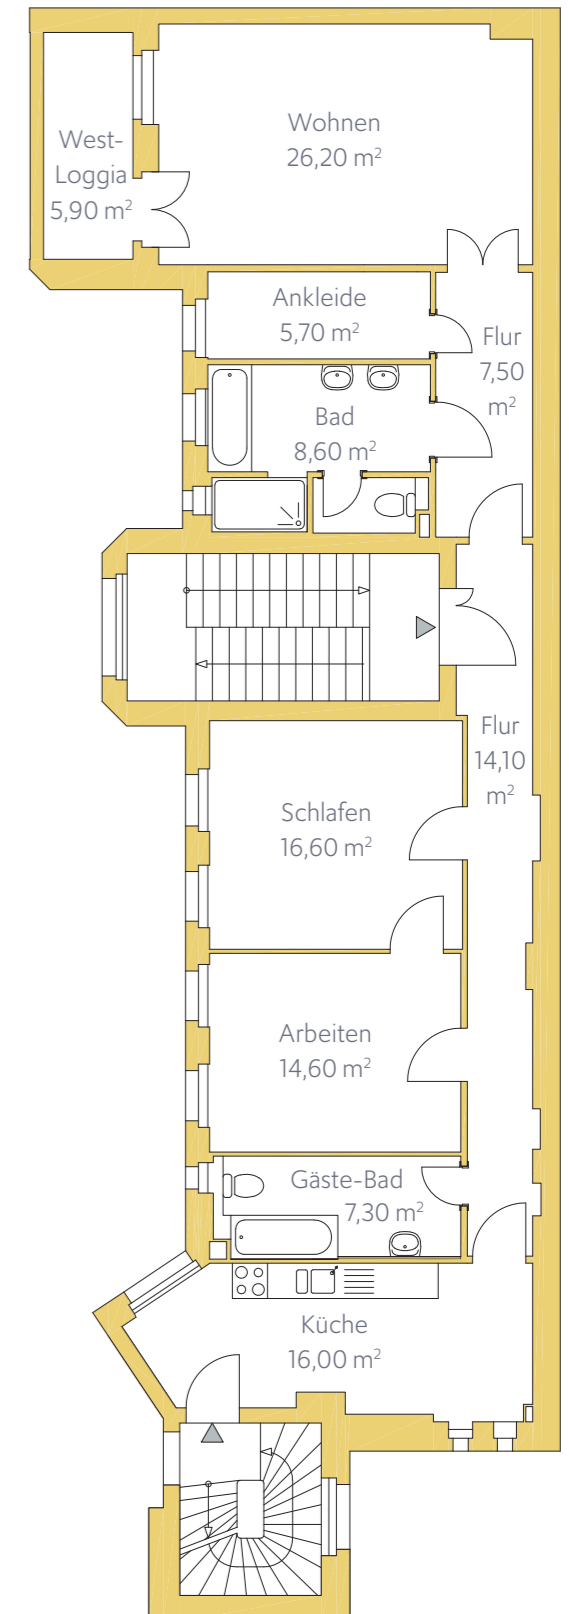 Wohnen
26,20 m²
West-
Loggia
5,90 m²
Ankleide
5,70 m²
Flur
7,50
m²
Bad
8,60 m²
Flur
14,10
m²
Schlafen
16,60 m²
Arbeiten
14,60 m²
Gäste-Bad
7,30 m²
Küche
16,00 m²